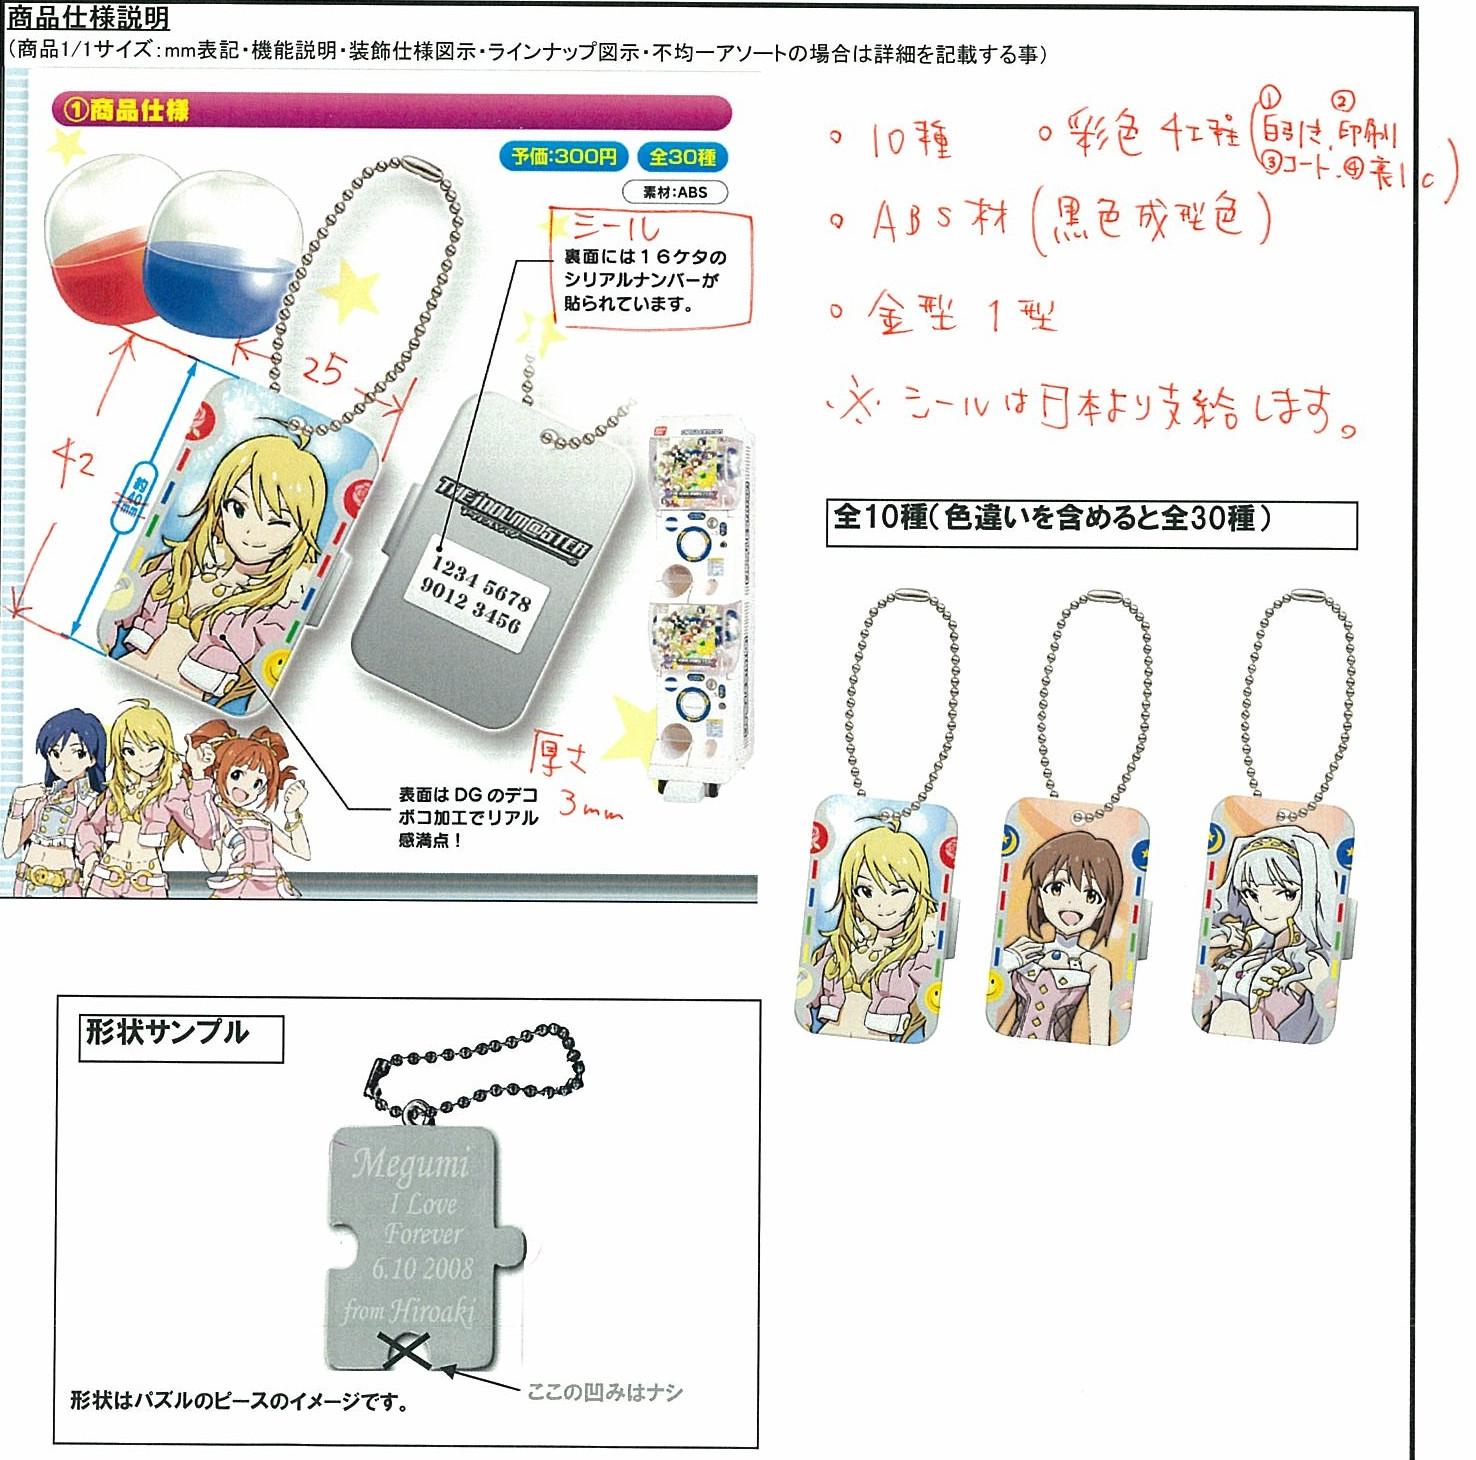 商品仕様説明
(商品1/1サイズ:mm表記・機能説明・装飾仕様図示・ラインナップ図示・不均一アソートの場合は詳細を記載する事)
①商品仕様
予価:300円
全30種
素材:ABS
シール
裏面には16ケタの
シリアルナンバーが
貼られています。
25
42
約
40
mm
THE IDOLM@STER
1234 5678
9012 3456
厚さ
3mm
表面はDGのデコ
ボコ加工でリアル
感満点!
○ 10種
○ 彩色 4工程(①白引き、②印刷
③コート、④裏1c)
○ ABS材(黒色成型色)
○ 金型 1型
※ シールは日本より支給します。
全10種(色違いを含めると全30種)
形状サンプル
Megumi
I Love
Forever
6.10 2008
from Hiroaki
ここの凹みはナシ
形状はパズルのピースのイメージです。